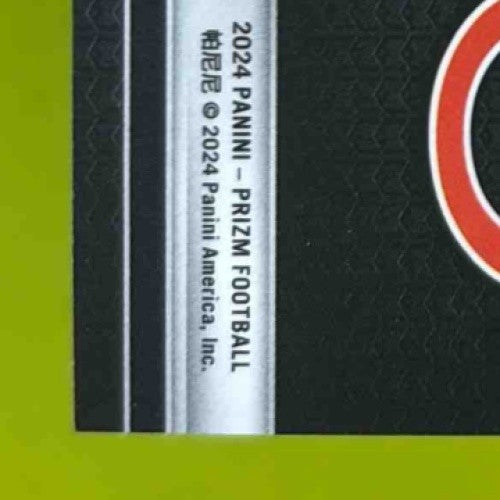 2024 PANINI – PRIZM FOOTBALL
帕尼尼 © 2024 Panini America, Inc.